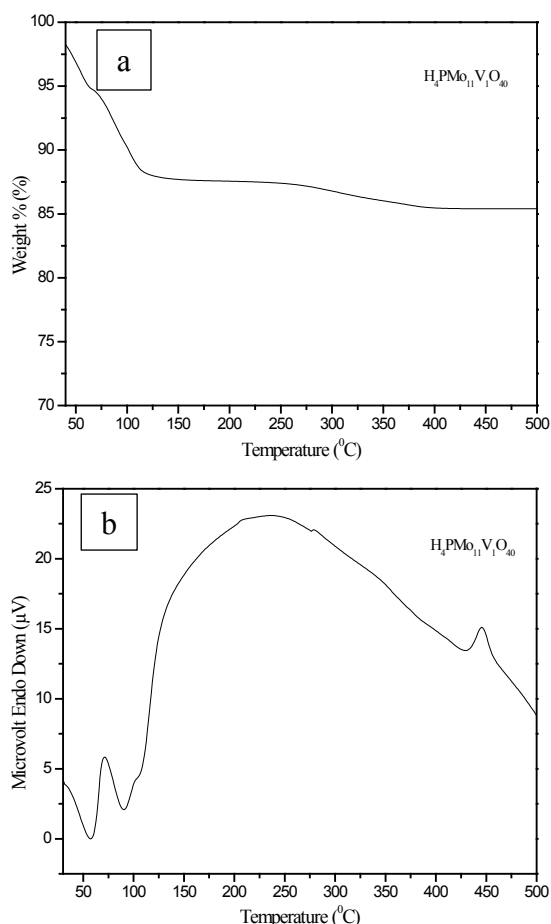 a
H₄PMo₁₁V₁O₄₀
Weight % (%)
100
95
90
85
80
75
70
50 100 150 200 250 300 350 400 450 500
Temperature (⁰C)
b
H₄PMo₁₁V₁O₄₀
Microvolt Endo Down (µV)
25
20
15
10
5
0
50 100 150 200 250 300 350 400 450 500
Temperature (⁰C)